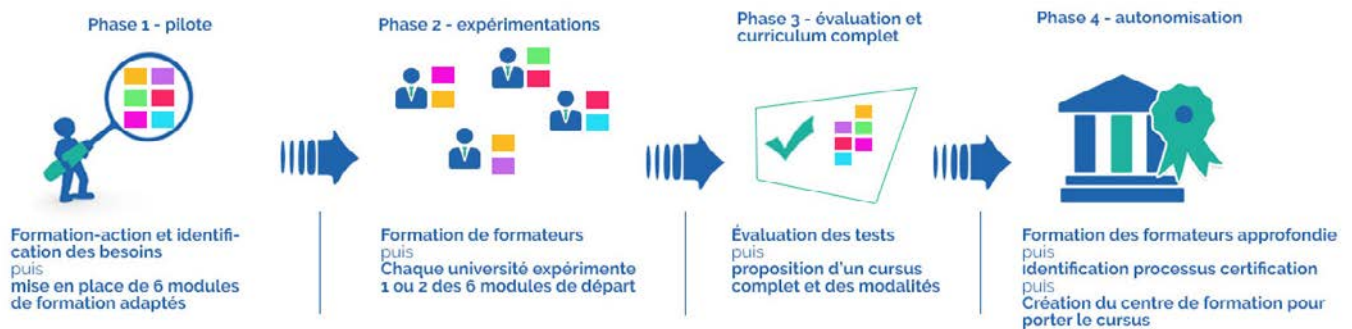 Phase 1 - pilote
Phase 2 - expérimentations
Phase 3 - évaluation et
curriculum complet
Phase 4 - autonomisation
Formation-action et identifi-
cation des besoins
puis
mise en place de 6 modules
de formation adaptés
Formation de formateurs
puis
Chaque université expérimente
1 ou 2 des 6 modules de départ
Évaluation des tests
puis
proposition d'un cursus
complet et des modalités
Formation des formateurs approfondie
puis
identification processus certification
puis
Création du centre de formation pour
porter le cursus